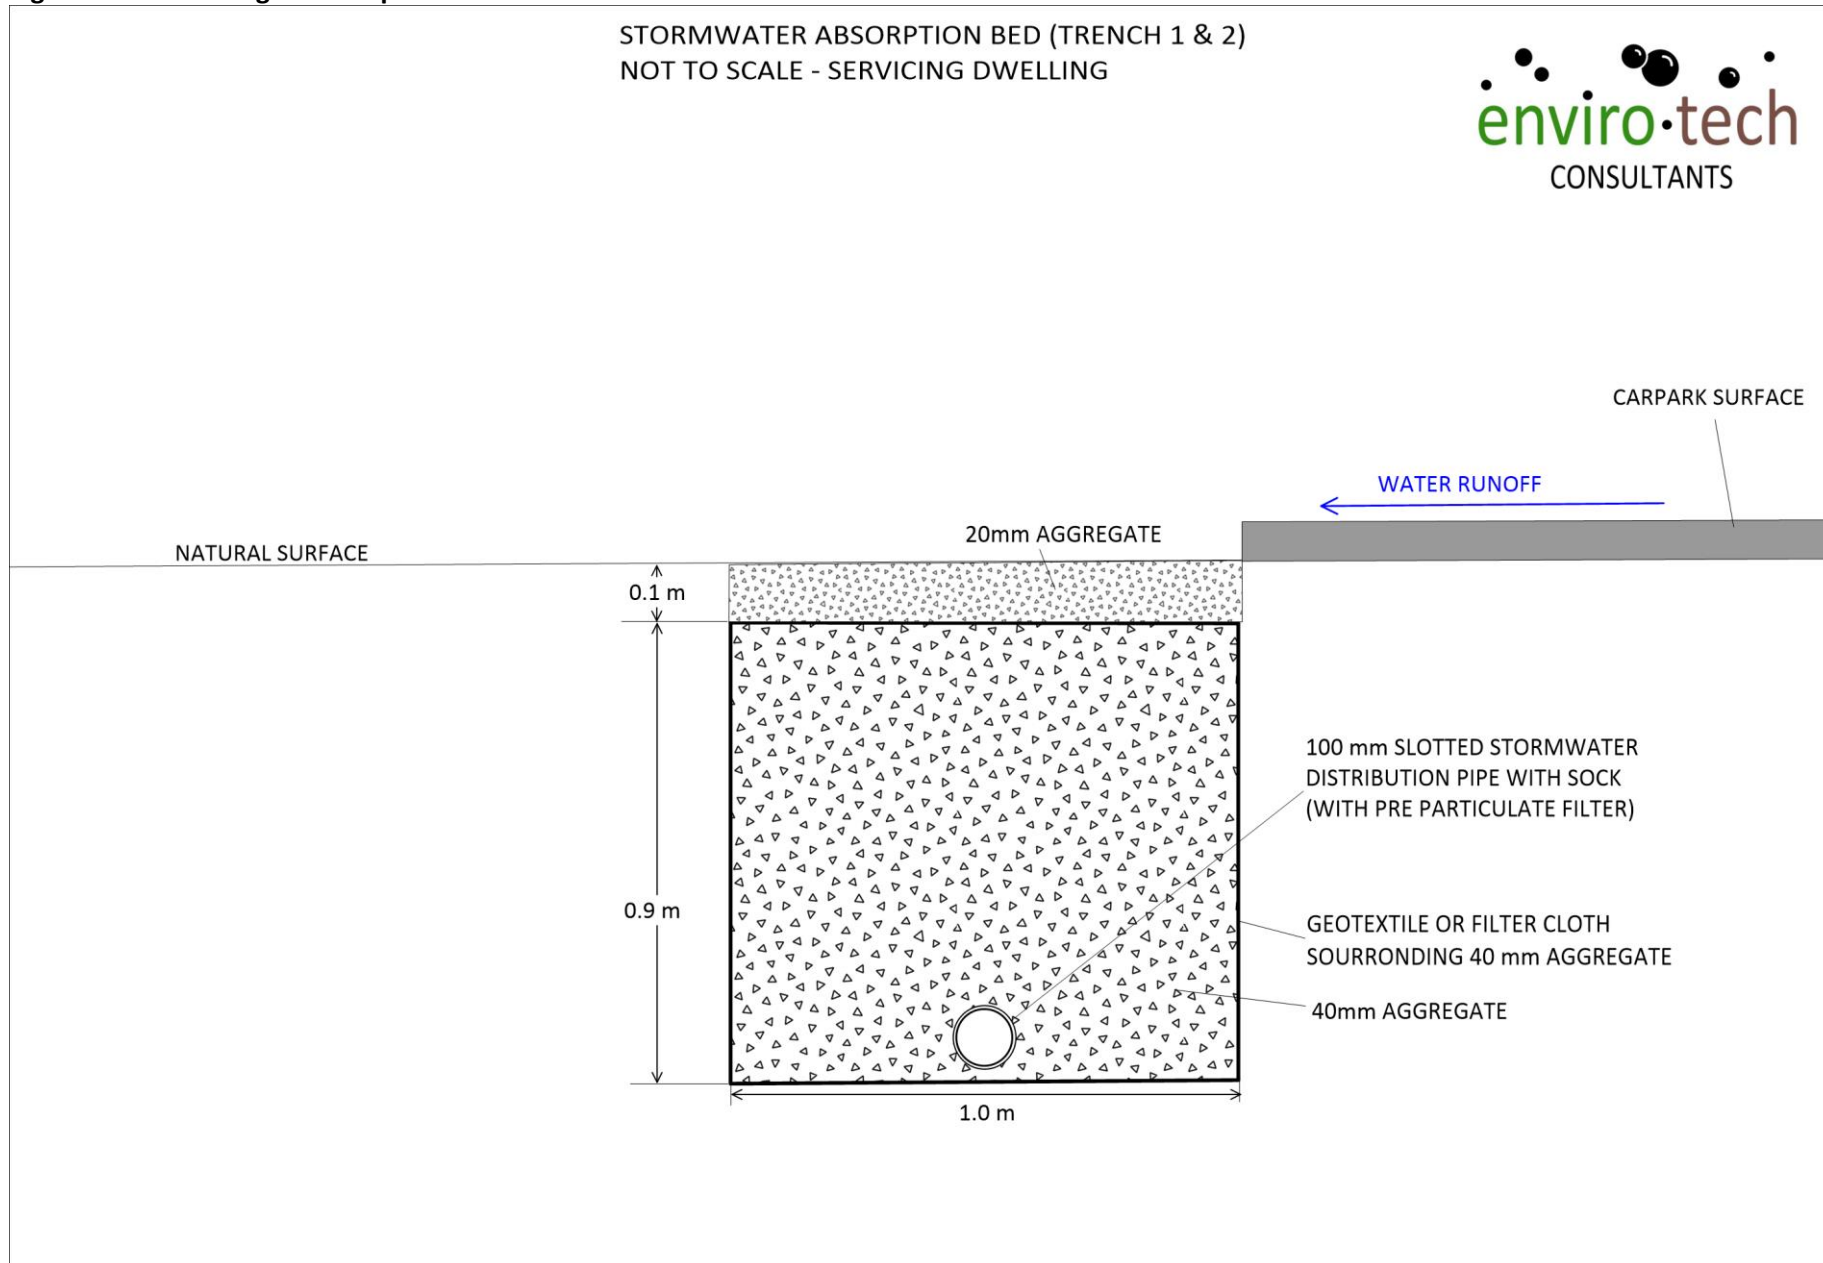 STORMWATER ABSORPTION BED (TRENCH 1 & 2)
NOT TO SCALE - SERVICING DWELLING
enviro·tech
CONSULTANTS
CARPARK SURFACE
WATER RUNOFF
20mm AGGREGATE
NATURAL SURFACE
0.1 m
100 mm SLOTTED STORMWATER
DISTRIBUTION PIPE WITH SOCK
(WITH PRE PARTICULATE FILTER)
0.9 m
GEOTEXTILE OR FILTER CLOTH
SOURRONDING 40 mm AGGREGATE
40mm AGGREGATE
1.0 m